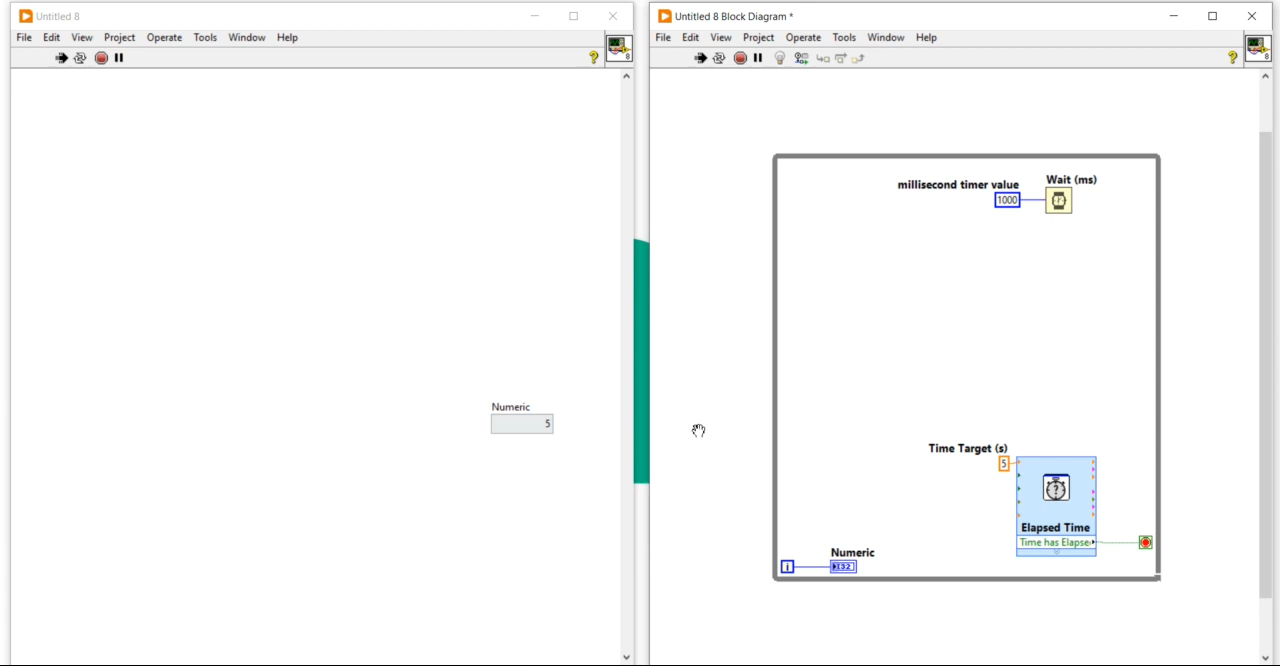 Untitled 8
File Edit View Project Operate Tools Window Help
8
Numeric
5
Untitled 8 Block Diagram *
File Edit View Project Operate Tools Window Help
8
millisecond timer value
Wait (ms)
1000
Time Target (s)
5
Elapsed Time
Time has Elapse
Numeric
i
I32